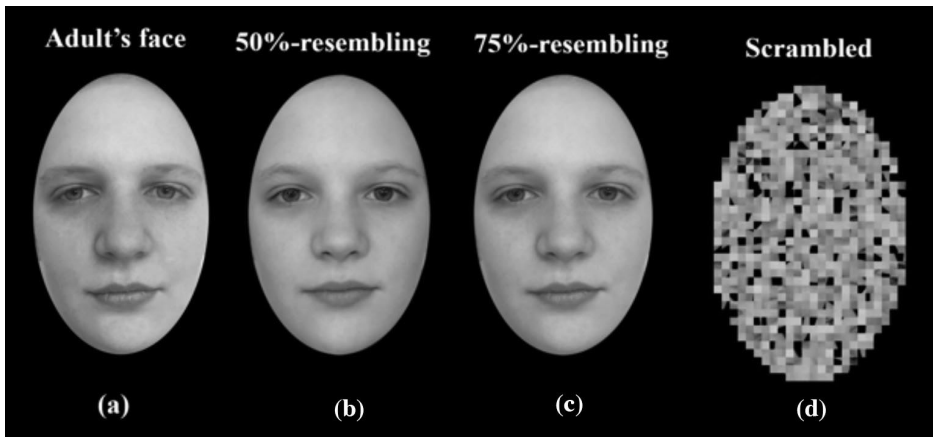 Adult's face
50%-resembling
75%-resembling
Scrambled
(a)
(b)
(c)
(d)